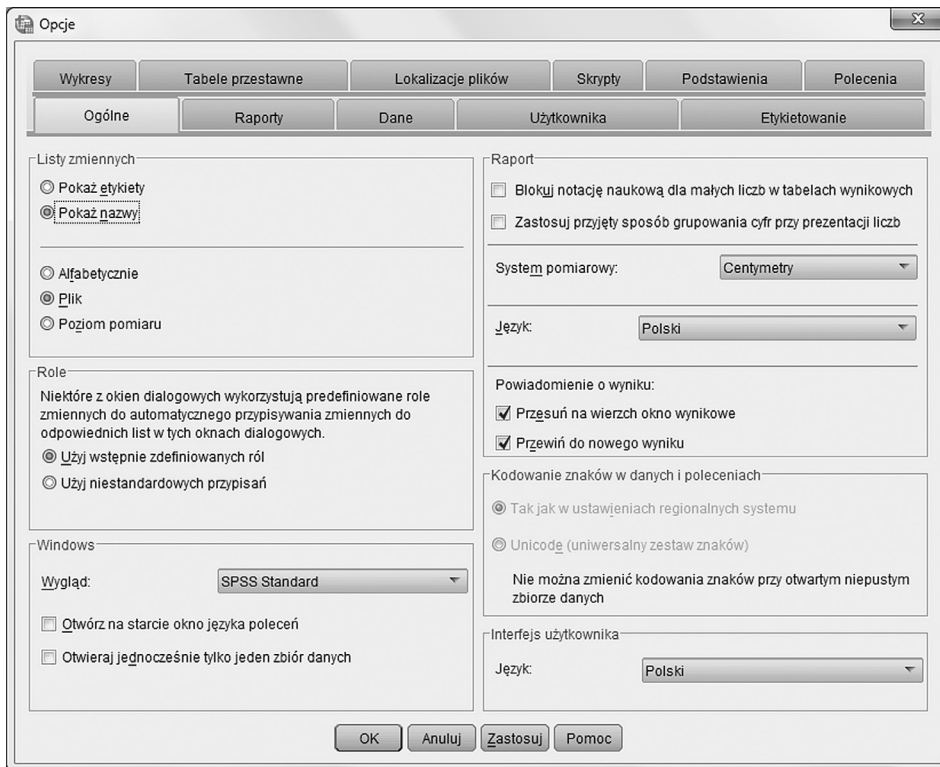 Opcje
Wykresy
Tabele przestawne
Lokalizacje plików
Skrypty
Podstawienia
Polecenia
Ogólne
Raporty
Dane
Użytkownika
Etykietowanie
Listy zmiennych
Pokaż etykiety
Pokaż nazwy
Alfabetycznie
Plik
Poziom pomiaru
Role
Niektóre z okien dialogowych wykorzystują predefiniowane role
zmiennych do automatycznego przypisywania zmiennych do
odpowiednich list w tych oknach dialogowych.
Użyj wstępnie zdefiniowanych ról
Użyj niestandardowych przypisań
Windows
Wygląd:
SPSS Standard
Otwórz na starcie okno języka poleceń
Otwieraj jednocześnie tylko jeden zbiór danych
Raport
Blokuj notację naukową dla małych liczb w tabelach wynikowych
Zastosuj przyjęty sposób grupowania cyfr przy prezentacji liczb
System pomiarowy:
Centymetry
Język:
Polski
Powiadomienie o wyniku:
Przesuń na wierzch okno wynikowe
Przewiń do nowego wyniku
Kodowanie znaków w danych i poleceniach
Tak jak w ustawieniach regionalnych systemu
Unicode (uniwersalny zestaw znaków)
Nie można zmienić kodowania znaków przy otwartym niepustym
zbiorze danych
Interfejs użytkownika
Język:
Polski
OK
Anuluj
Zastosuj
Pomoc